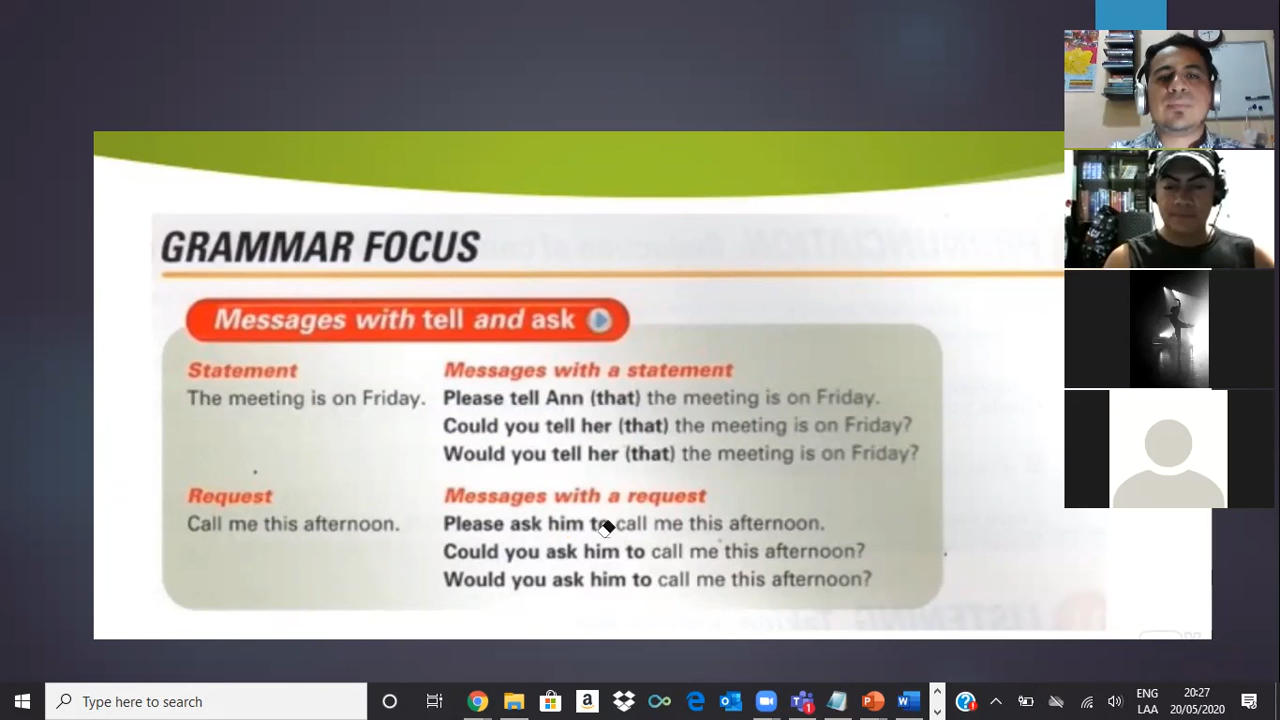 GRAMMAR FOCUS
Messages with tell and ask
Statement
The meeting is on Friday.
Messages with a statement
Please tell Ann (that) the meeting is on Friday.
Could you tell her (that) the meeting is on Friday?
Would you tell her (that) the meeting is on Friday?
Request
Call me this afternoon.
Messages with a request
Please ask him to call me this afternoon.
Could you ask him to call me this afternoon?
Would you ask him to call me this afternoon?
Type here to search
ENG
LAA
20:27
20/05/2020